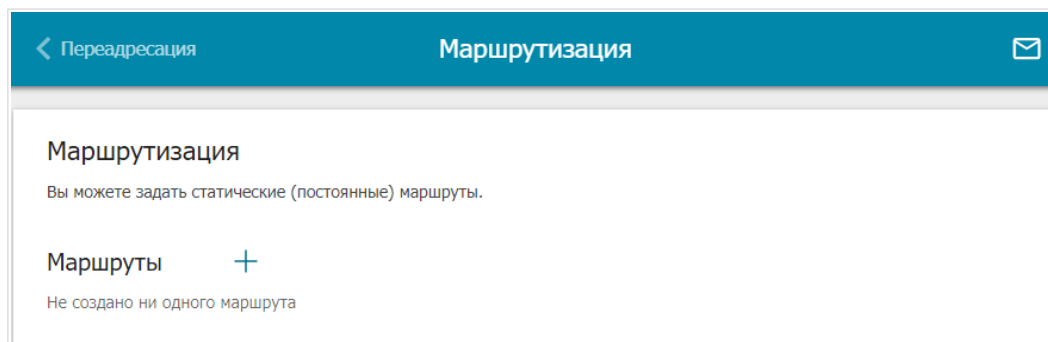 Переадресация
Маршрутизация
Маршрутизация
Вы можете задать статические (постоянные) маршруты.
Маршруты
Не создано ни одного маршрута